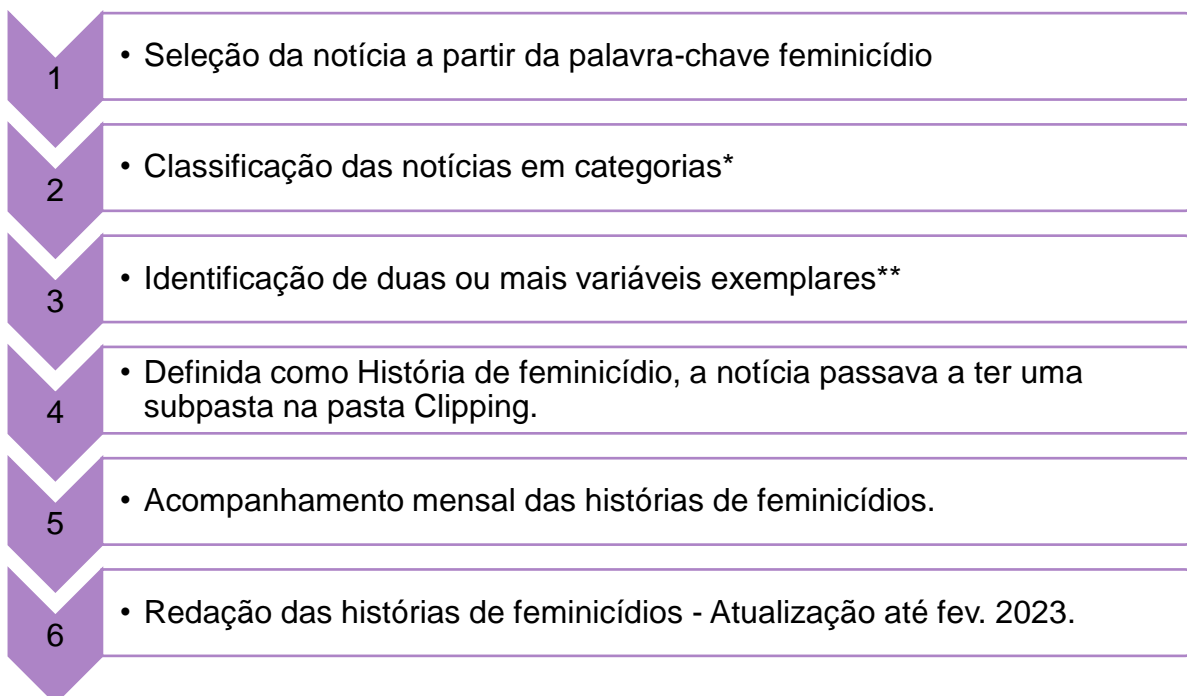 1
• Seleção da notícia a partir da palavra-chave feminicídio
2
• Classificação das notícias em categorias*
3
• Identificação de duas ou mais variáveis exemplares**
4
• Definida como História de feminicídio, a notícia passava a ter uma
subpasta na pasta Clipping.
5
• Acompanhamento mensal das histórias de feminicídios.
6
• Redação das histórias de feminicídios - Atualização até fev. 2023.